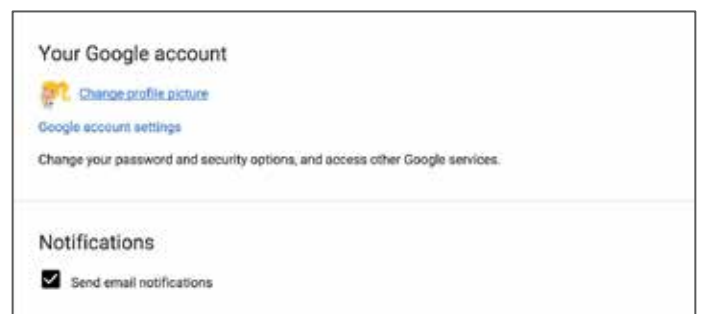 Your Google account
Change profile picture
Google account settings
Change your password and security options, and access other Google services.
Notifications
Send email notifications